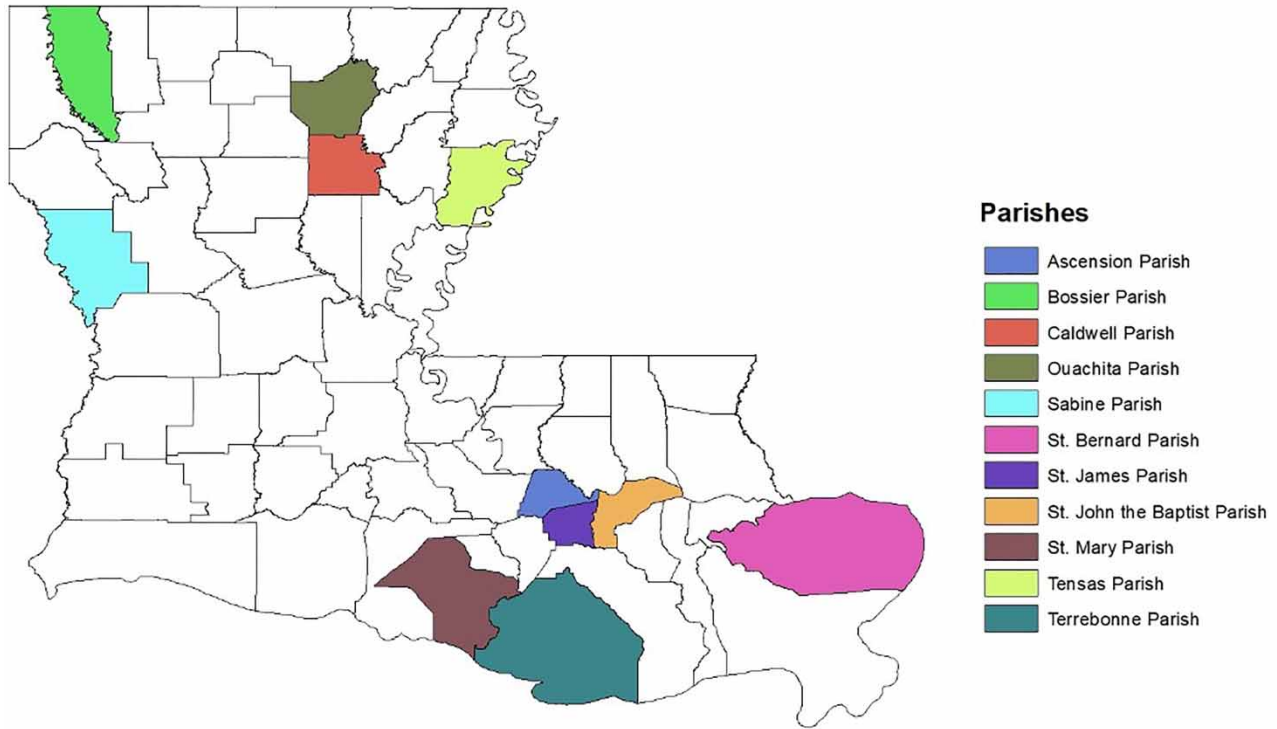 Parishes
Ascension Parish
Bossier Parish
Caldwell Parish
Ouachita Parish
Sabine Parish
St. Bernard Parish
St. James Parish
St. John the Baptist Parish
St. Mary Parish
Tensas Parish
Terrebonne Parish